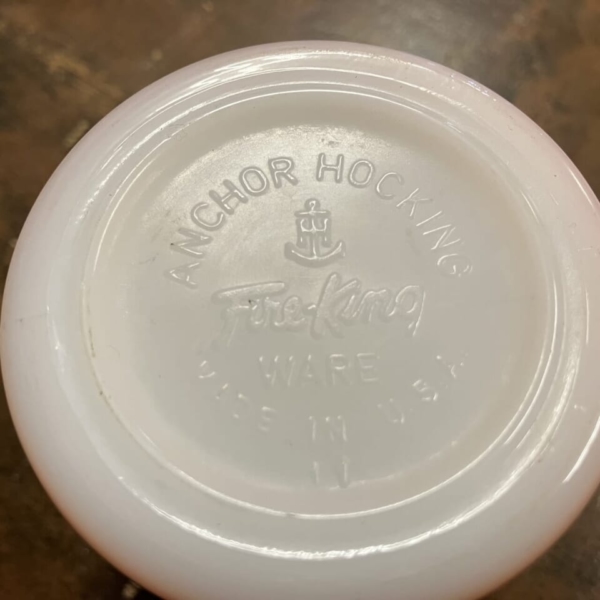 ANCHOR HOCKING
Fire-King
WARE
MADE IN U.S.A.
11